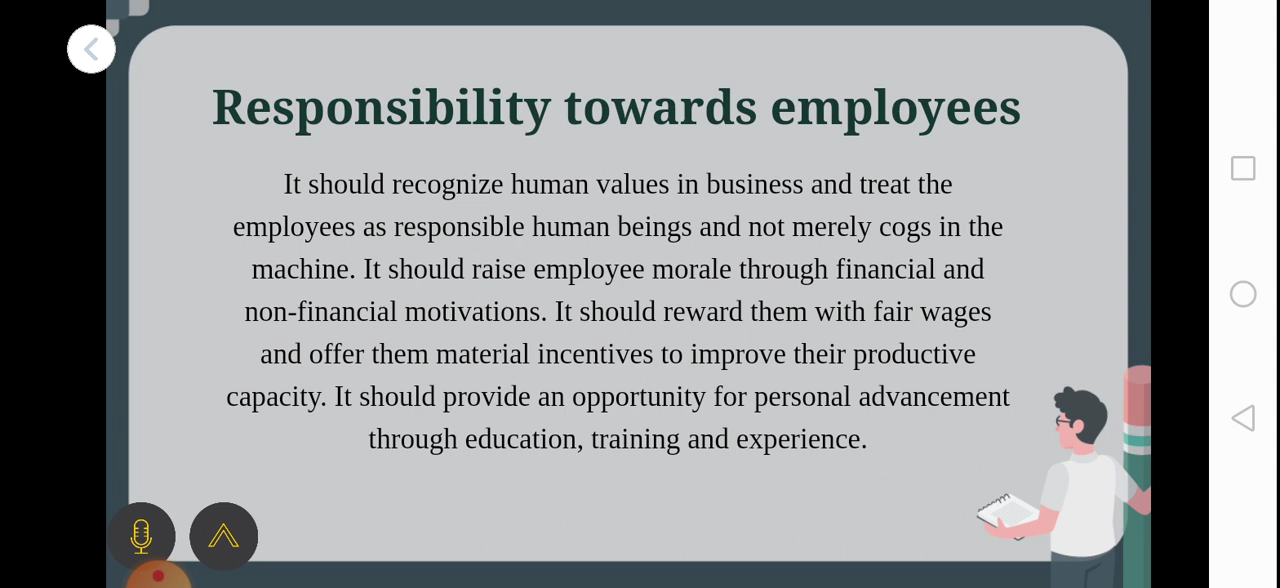 Responsibility towards employees
It should recognize human values in business and treat the
employees as responsible human beings and not merely cogs in the
machine. It should raise employee morale through financial and
non-financial motivations. It should reward them with fair wages
and offer them material incentives to improve their productive
capacity. It should provide an opportunity for personal advancement
through education, training and experience.